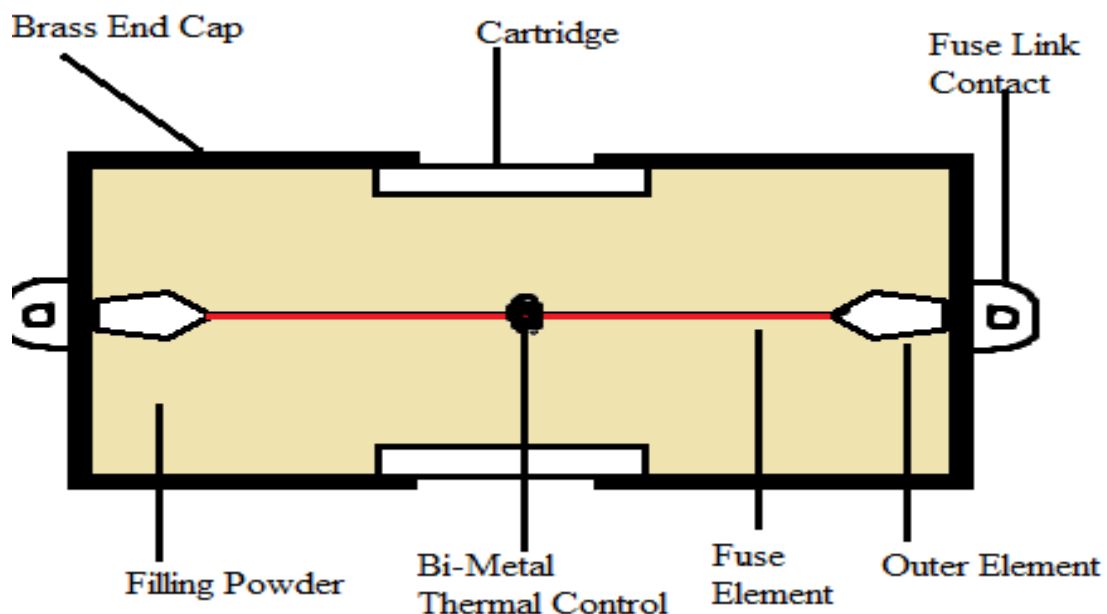 Brass End Cap
Cartridge
Fuse Link
Contact
Filling Powder
Bi-Metal
Thermal Control
Fuse
Element
Outer Element